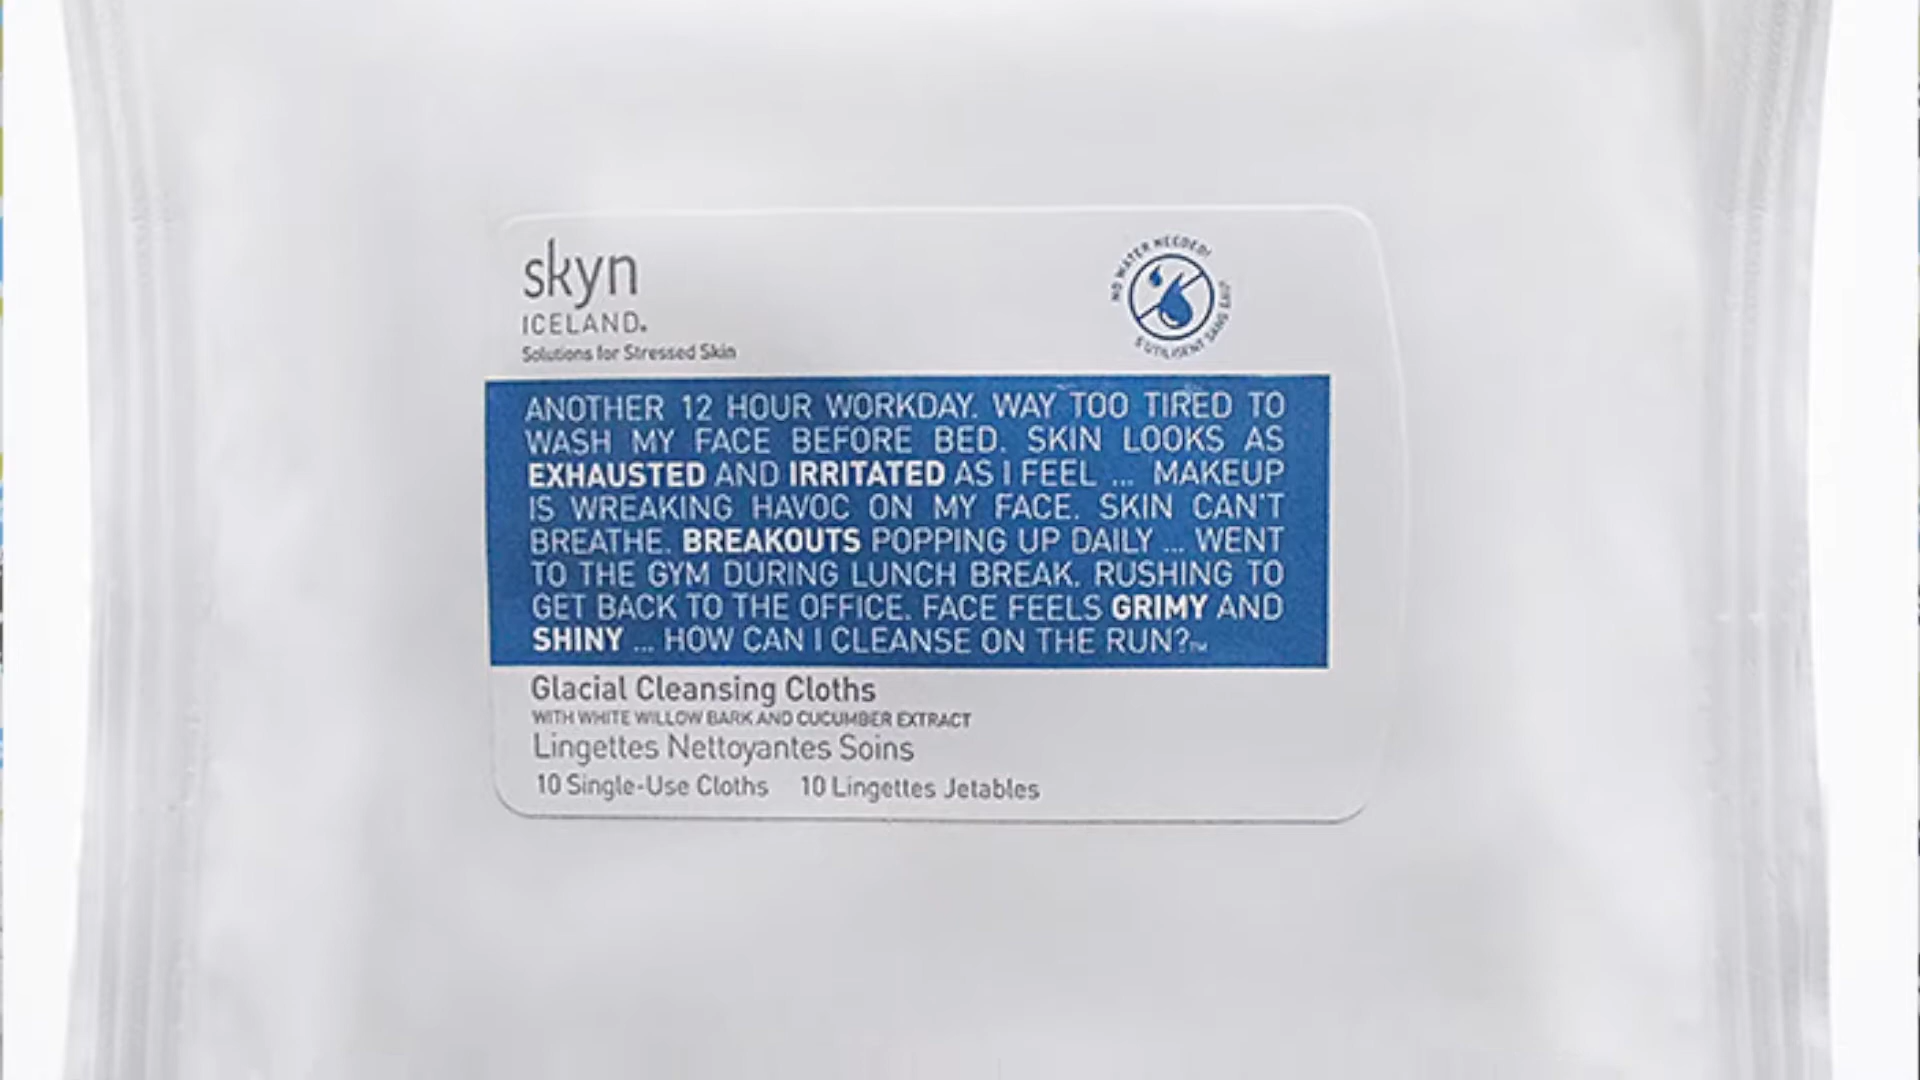 skyn
ICELAND.
Solutions for Stressed Skin
NO WATER NEEDED!
S'UTILISENT SANS EAU!
ANOTHER 12 HOUR WORKDAY. WAY TOO TIRED TO
WASH MY FACE BEFORE BED. SKIN LOOKS AS
EXHAUSTED AND IRRITATED AS I FEEL ... MAKEUP
IS WREAKING HAVOC ON MY FACE. SKIN CAN'T
BREATHE. BREAKOUTS POPPING UP DAILY ... WENT
TO THE GYM DURING LUNCH BREAK. RUSHING TO
GET BACK TO THE OFFICE. FACE FEELS GRIMY AND
SHINY ... HOW CAN I CLEANSE ON THE RUN?™
Glacial Cleansing Cloths
WITH WHITE WILLOW BARK AND CUCUMBER EXTRACT
Lingettes Nettoyantes Soins
10 Single-Use Cloths 10 Lingettes Jetables